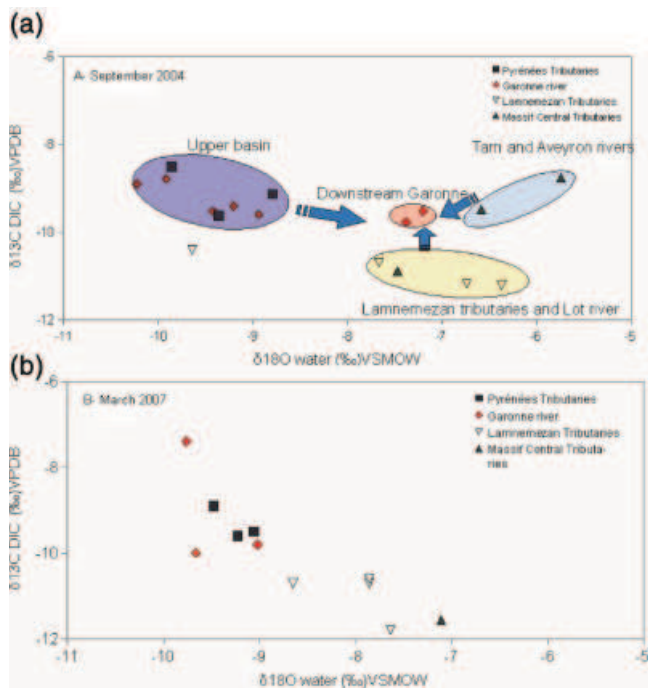 (a)
-6
A- September 2004
Pyrénées Tributaries
Garonne river
Lamnemezan Tributaries
Massif Central Tributaries
Upper basin
Tarn and Aveyron rivers
Downstream Garonne
Lamnemezan tributaries and Lot river
-8
-10
-12
δ13C DIC (‰)VPDB
-11
-10
-9
-8
-7
-6
-5
δ18O water (‰)VSMOW
(b)
-6
B- March 2007
Pyrénées Tributaries
Garonne river
Lamnemezan Tributaries
Massif Central Tributa-
ries
-8
-10
-12
δ13C DIC (‰)VPDB
-11
-10
-9
-8
-7
-6
-5
δ18O water (‰)VSMOW